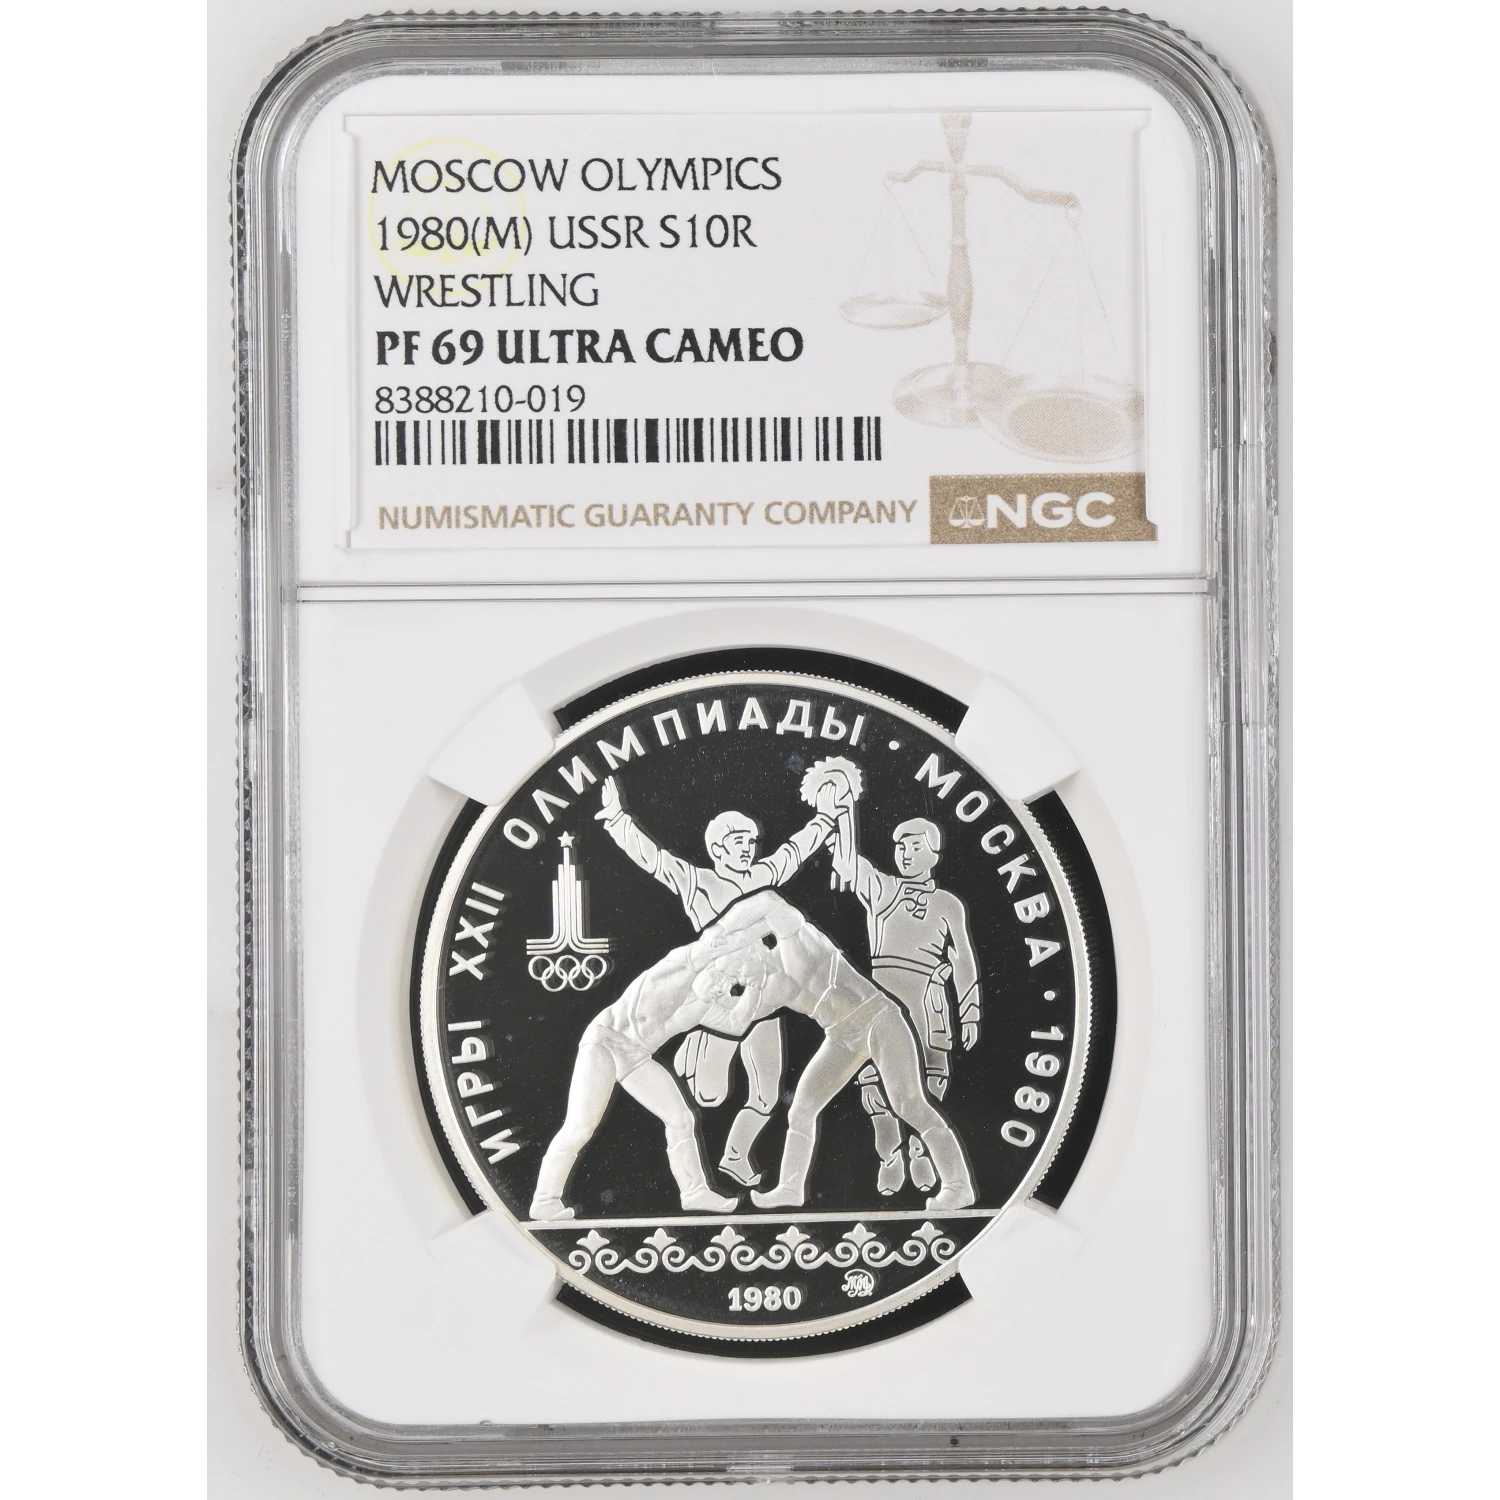 MOSCOW OLYMPICS
1980(M) USSR S10R
WRESTLING
PF 69 ULTRA CAMEO
8388210-019
NUMISMATIC GUARANTY COMPANY NGC
ИГРЫ XXII ОЛИМПИАДЫ · МОСКВА · 1980
1980